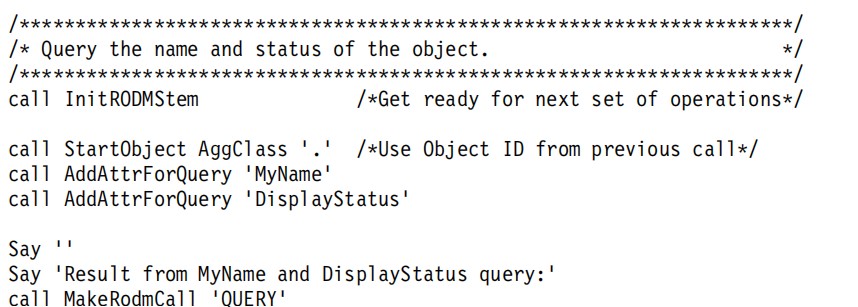 /*********************************************************************/
/* Query the name and status of the object.                          */
/*********************************************************************/
call InitRODMStem              /*Get ready for next set of operations*/

call StartObject AggClass '.'  /*Use Object ID from previous call*/
call AddAttrForQuery 'MyName'
call AddAttrForQuery 'DisplayStatus'

Say ''
Say 'Result from MyName and DisplayStatus query:'
call MakeRodmCall 'QUERY'